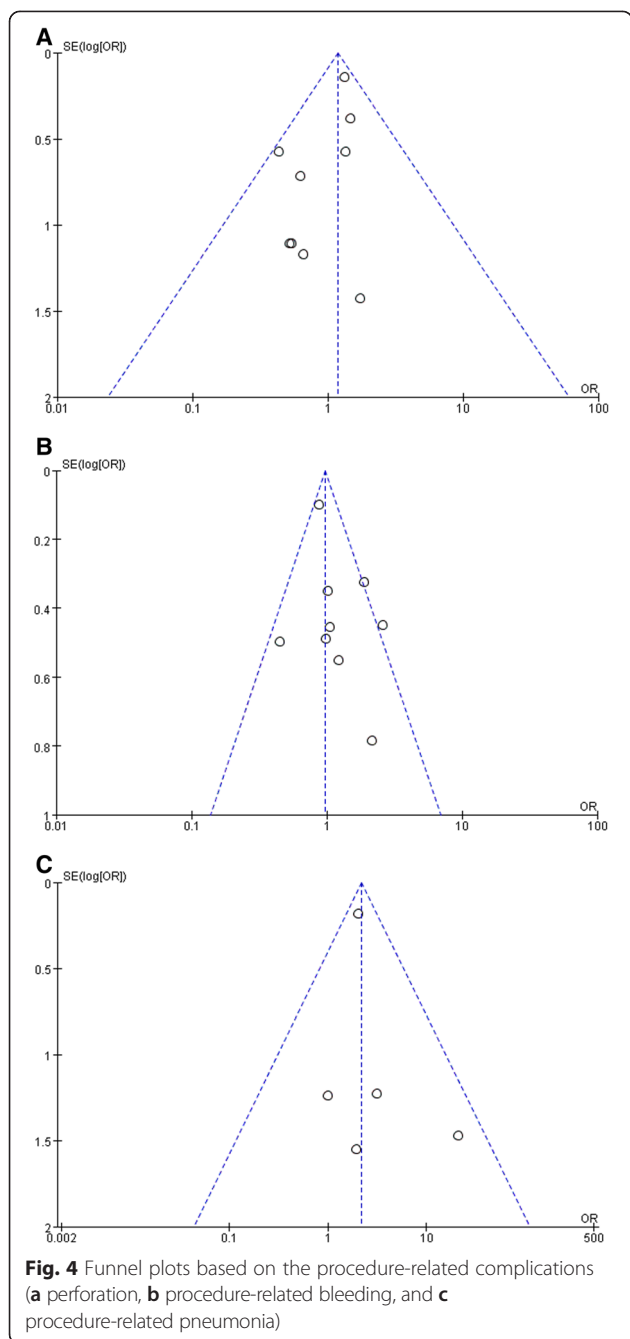 A
SE(log[OR])
0
0.5
1
1.5
2
OR
0.01 0.1 1 10 100
B
SE(log[OR])
0
0.2
0.4
0.6
0.8
1
OR
0.01 0.1 1 10 100
C
SE(log[OR])
0
0.5
1
1.5
2
OR
0.002 0.1 1 10 500
Fig. 4 Funnel plots based on the procedure-related complications
(a perforation, b procedure-related bleeding, and c
procedure-related pneumonia)